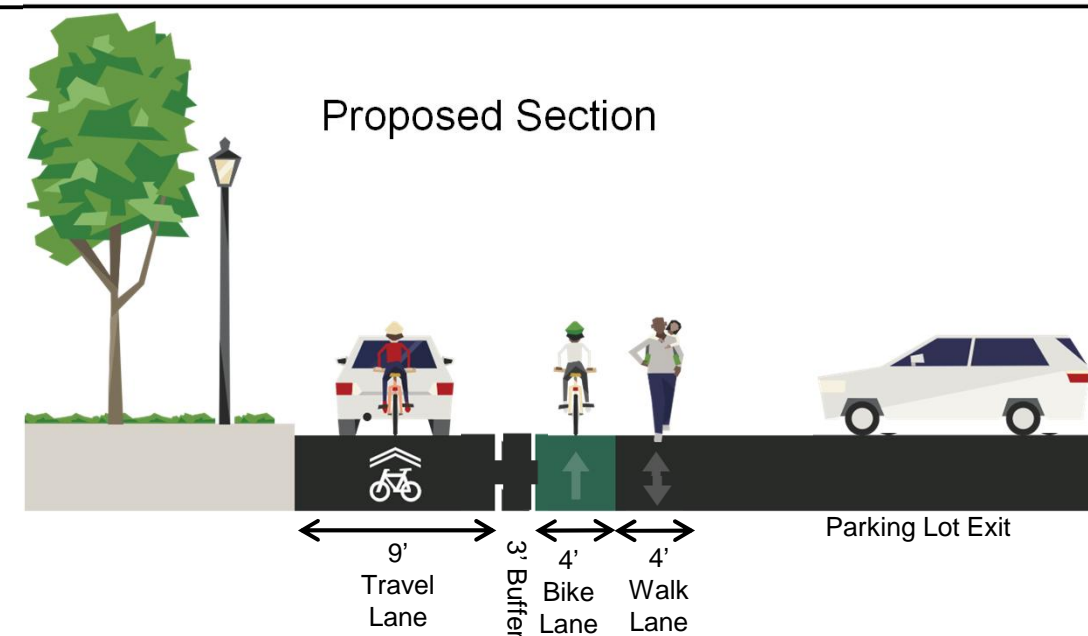 Proposed Section
9’
Travel
Lane
3’ Buffer
4’
Bike
Lane
4’
Walk
Lane
Parking Lot Exit